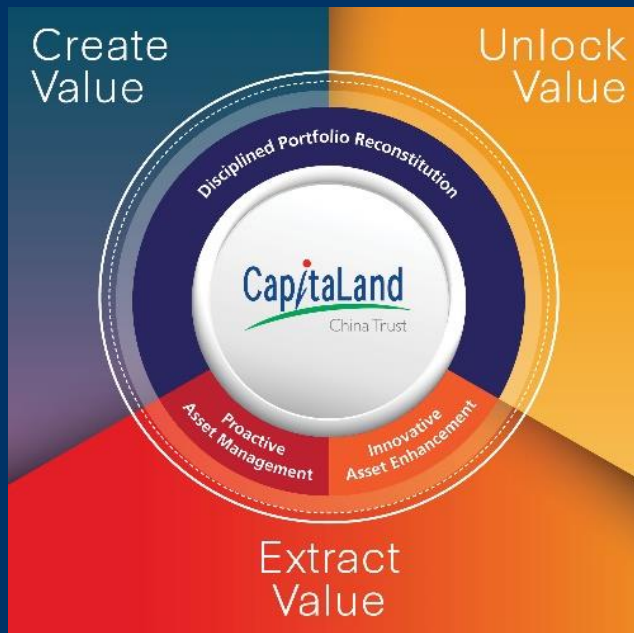 Create
Value
Unlock
Value
Disciplined Portfolio Reconstitution
CapitaLand
China Trust
Proactive
Asset Management
Innovative
Asset Enhancement
Extract
Value